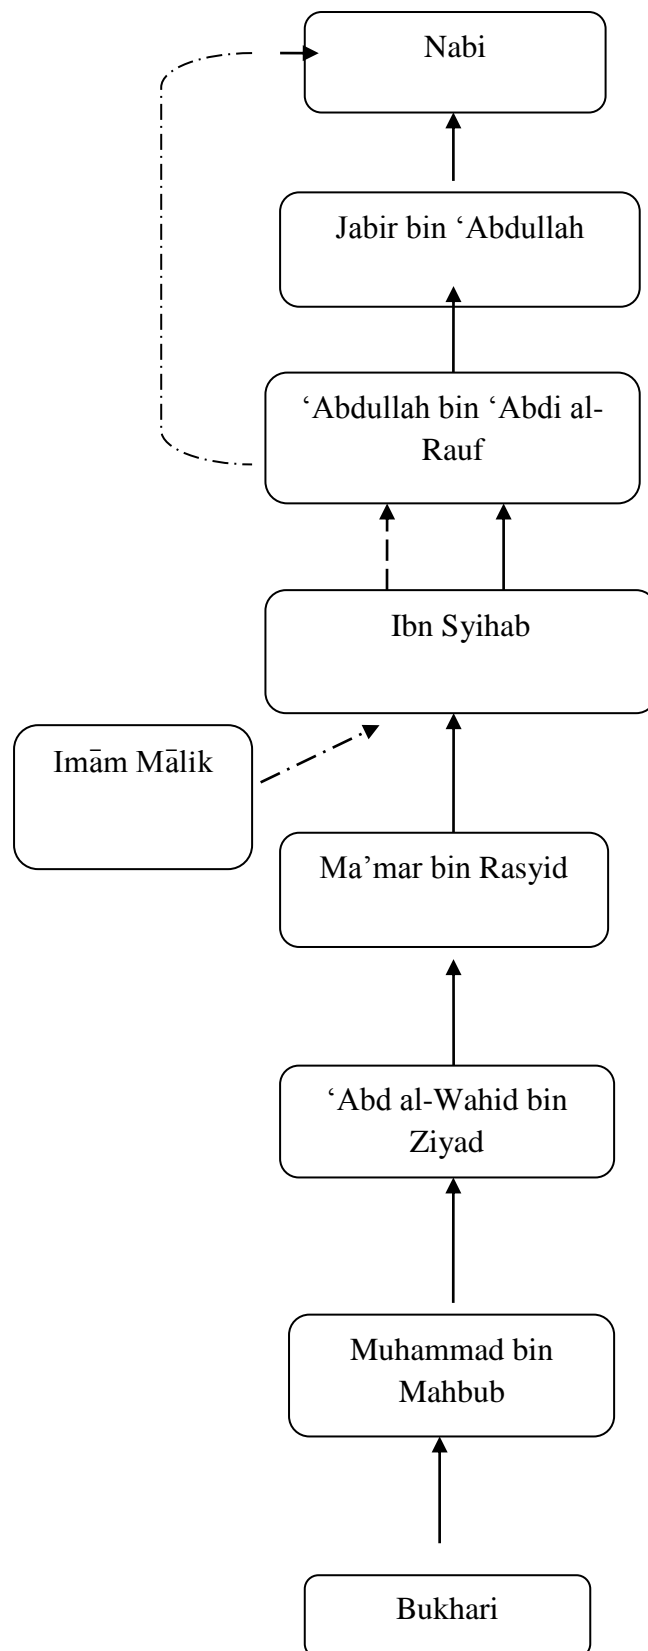 Nabi
Jabir bin ‘Abdullah
‘Abdullah bin ‘Abdi al-
Rauf
Ibn Syihab
Imām Mālik
Ma’mar bin Rasyid
‘Abd al-Wahid bin
Ziyad
Muhammad bin
Mahbub
Bukhari